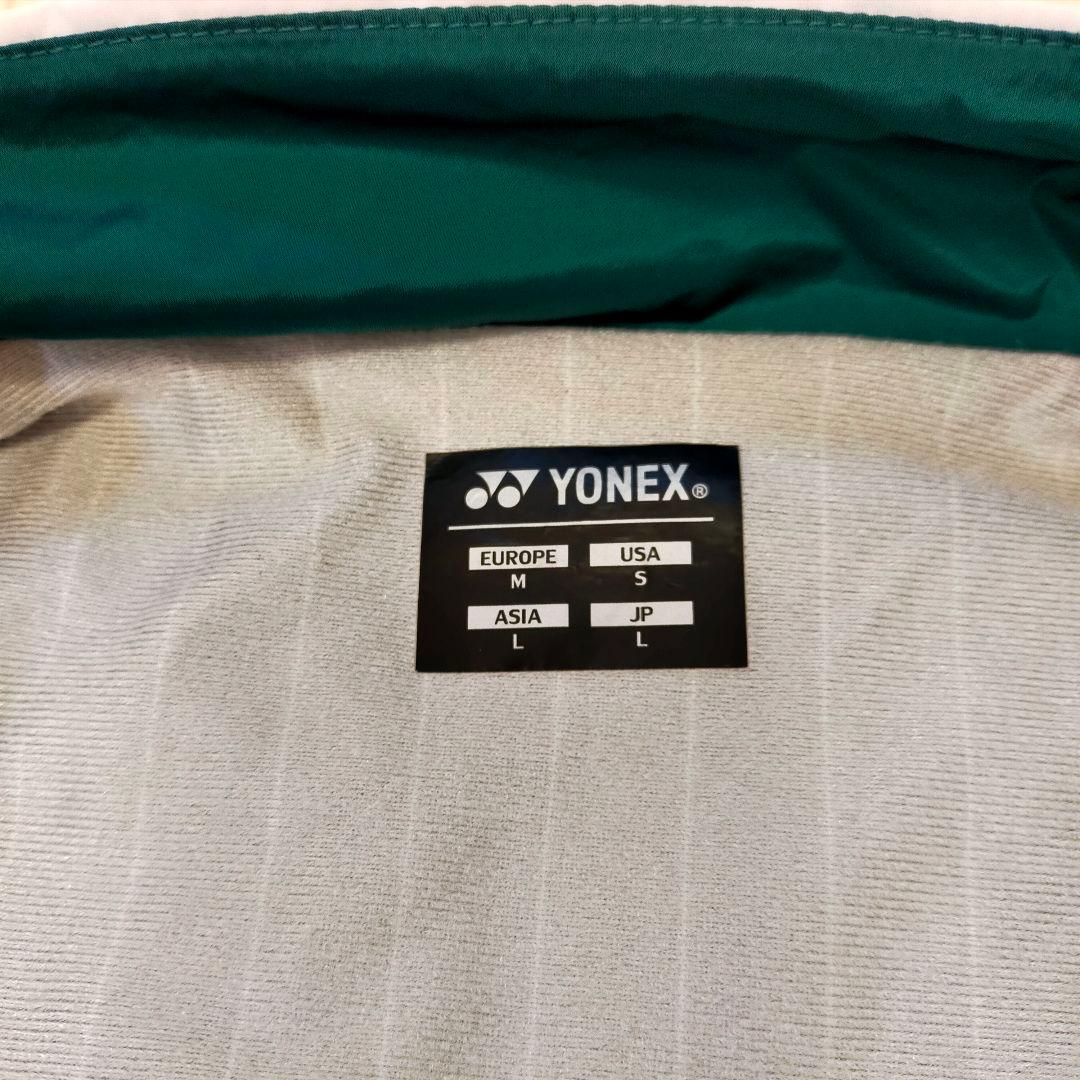 YONEX®
EUROPE USA
M S
ASIA JP
L L